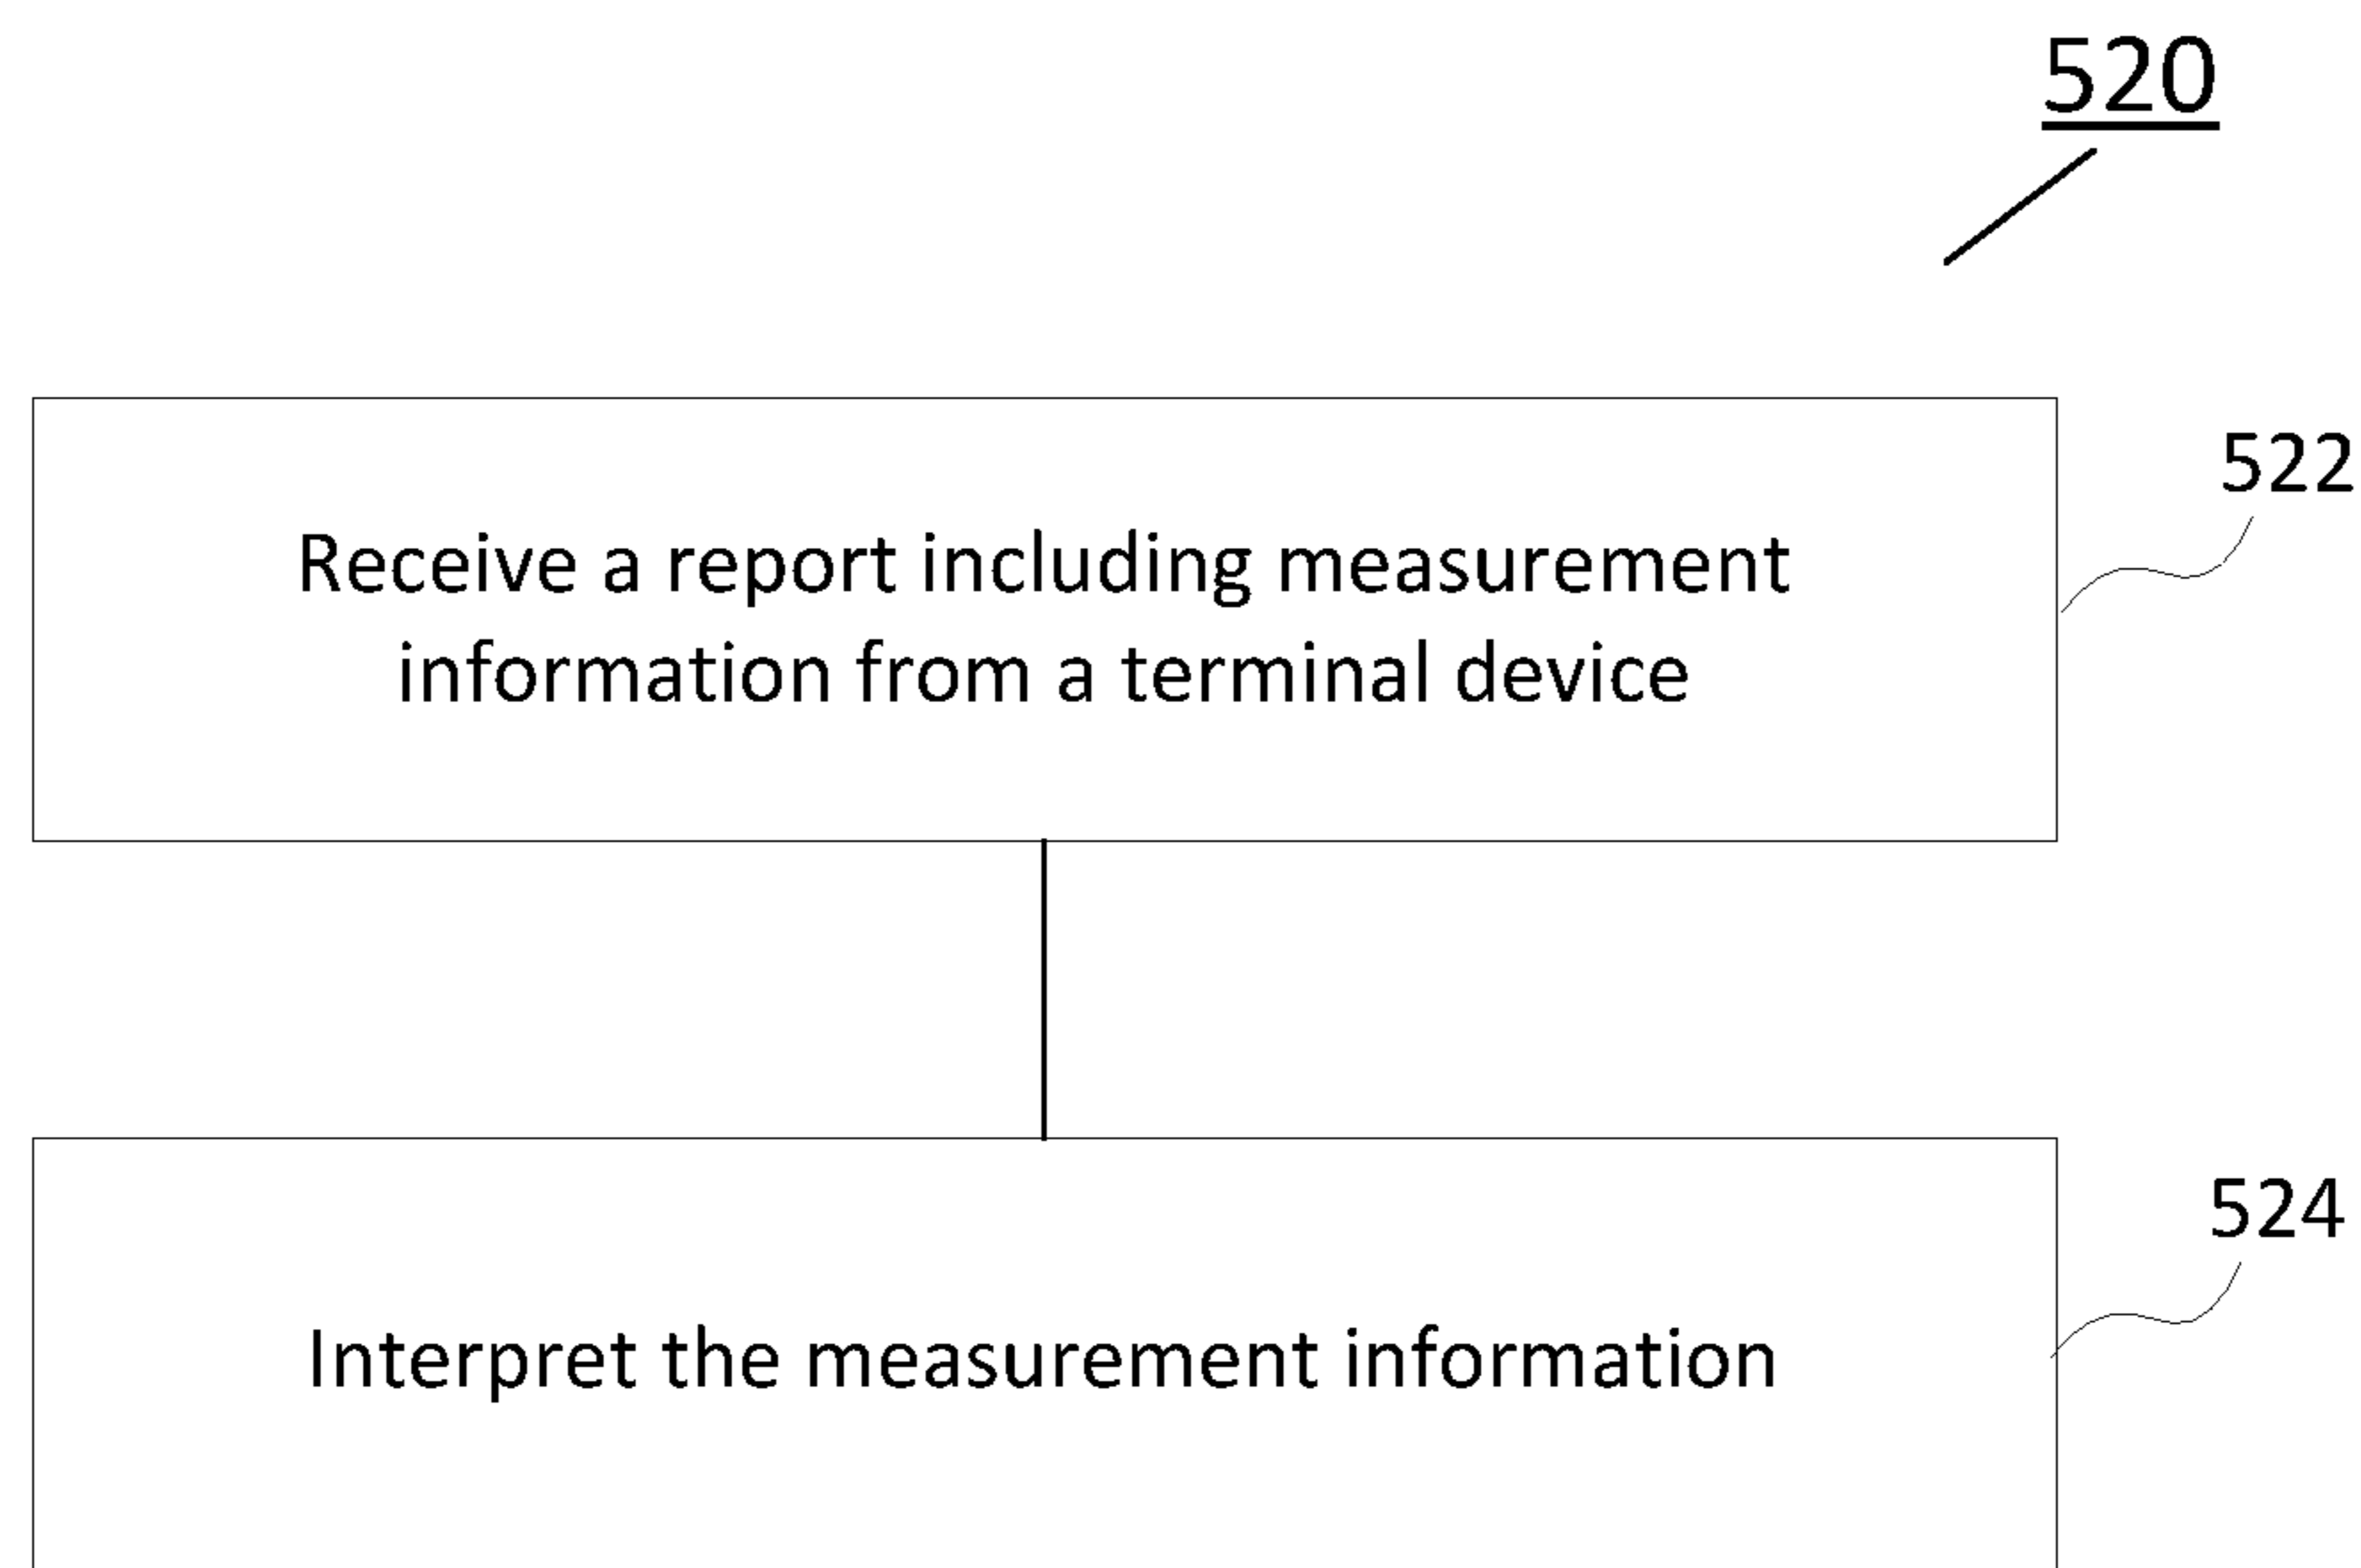 520
522
Receive a report including measurement
information from a terminal device
524
Interpret the measurement information